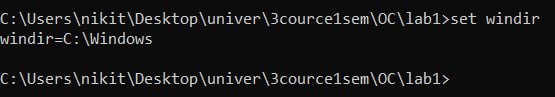 C:\Users\nikit\Desktop\univer\3cource1sem\OC\lab1>set windir
windir=C:\Windows
C:\Users\nikit\Desktop\univer\3cource1sem\OC\lab1>